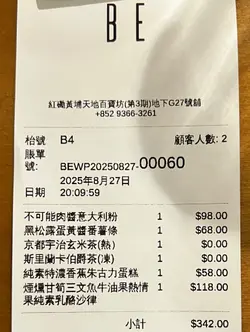 BE
紅磡黃埔天地百寶坊(第3期)地下G27號舖
+852 9366-3261
枱號 B4 顧客人數: 2
賬單號: BEWP20250827-00060
2025年8月27日
日期 20:09:59
不可能肉醬意大利粉 1 $98.00
黑松露蛋黃醬番薯條 1 $68.00
京都宇治玄米茶(熱) 1 $0.00
斯里蘭卡伯爵茶(凍) 1 $0.00
純素特濃香蕉朱古力蛋糕 1 $58.00
煙燻甘筍三文魚牛油果熱情 1 $118.00
果純素乳酪沙律
小計 $342.00